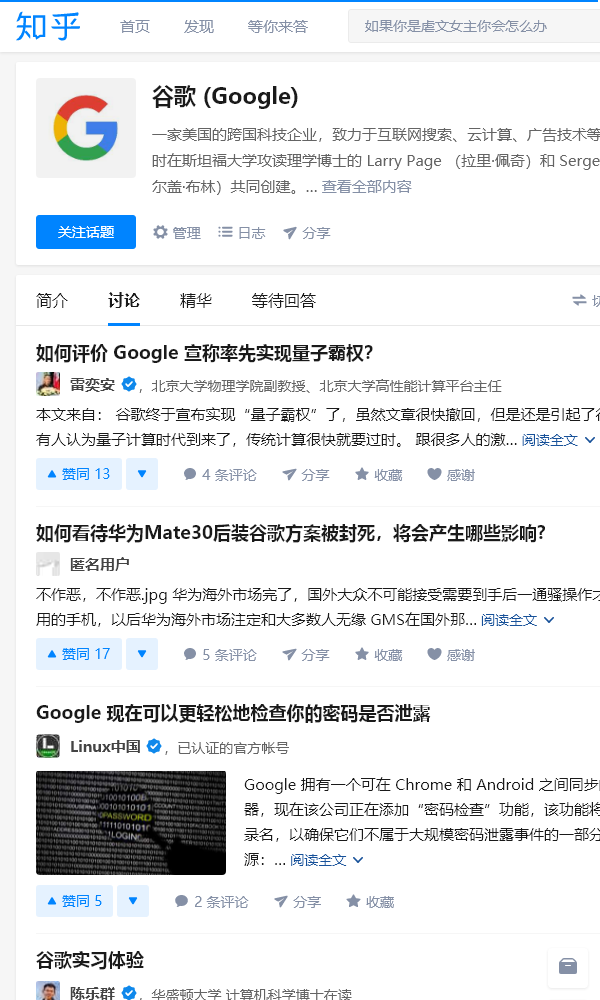 知乎 首页 发现 等你来答 如果你是虐文女主你会怎么办
谷歌 (Google)
一家美国的跨国科技企业，致力于互联网搜索、云计算、广告技术等
时在斯坦福大学攻读理学博士的 Larry Page （拉里·佩奇）和 Serge
尔盖·布林）共同创建。... 查看全部内容
关注话题 管理 日志 分享
简介 讨论 精华 等待回答
如何评价 Google 宣称率先实现量子霸权？
雷奕安 ，北京大学物理学院副教授、北京大学高性能计算平台主任
本文来自： 谷歌终于宣布实现“量子霸权”了，虽然文章很快撤回，但是还是引起了
有人认为量子计算时代到来了，传统计算很快就要过时。 跟很多人的激... 阅读全文
赞同 13 4 条评论 分享 收藏 感谢
如何看待华为Mate30后装谷歌方案被封死，将会产生哪些影响？
匿名用户
不作恶，不作恶.jpg 华为海外市场完了，国外大众不可能接受需要到手后一通骚操作才
用的手机，以后华为海外市场注定和大多数人无缘 GMS在国外那... 阅读全文
赞同 17 5 条评论 分享 收藏 感谢
Google 现在可以更轻松地检查你的密码是否泄露
Linux中国 ，已认证的官方帐号
PASSWORD
LOGIN
Google 拥有一个可在 Chrome 和 Android 之间同步
器，现在该公司正在添加“密码检查”功能，该功能将
录名，以确保它们不属于大规模密码泄露事件的一部分
源：... 阅读全文
赞同 5 2 条评论 分享 收藏
谷歌实习体验
陈乐群 ，华盛顿大学 计算机科学博士在读